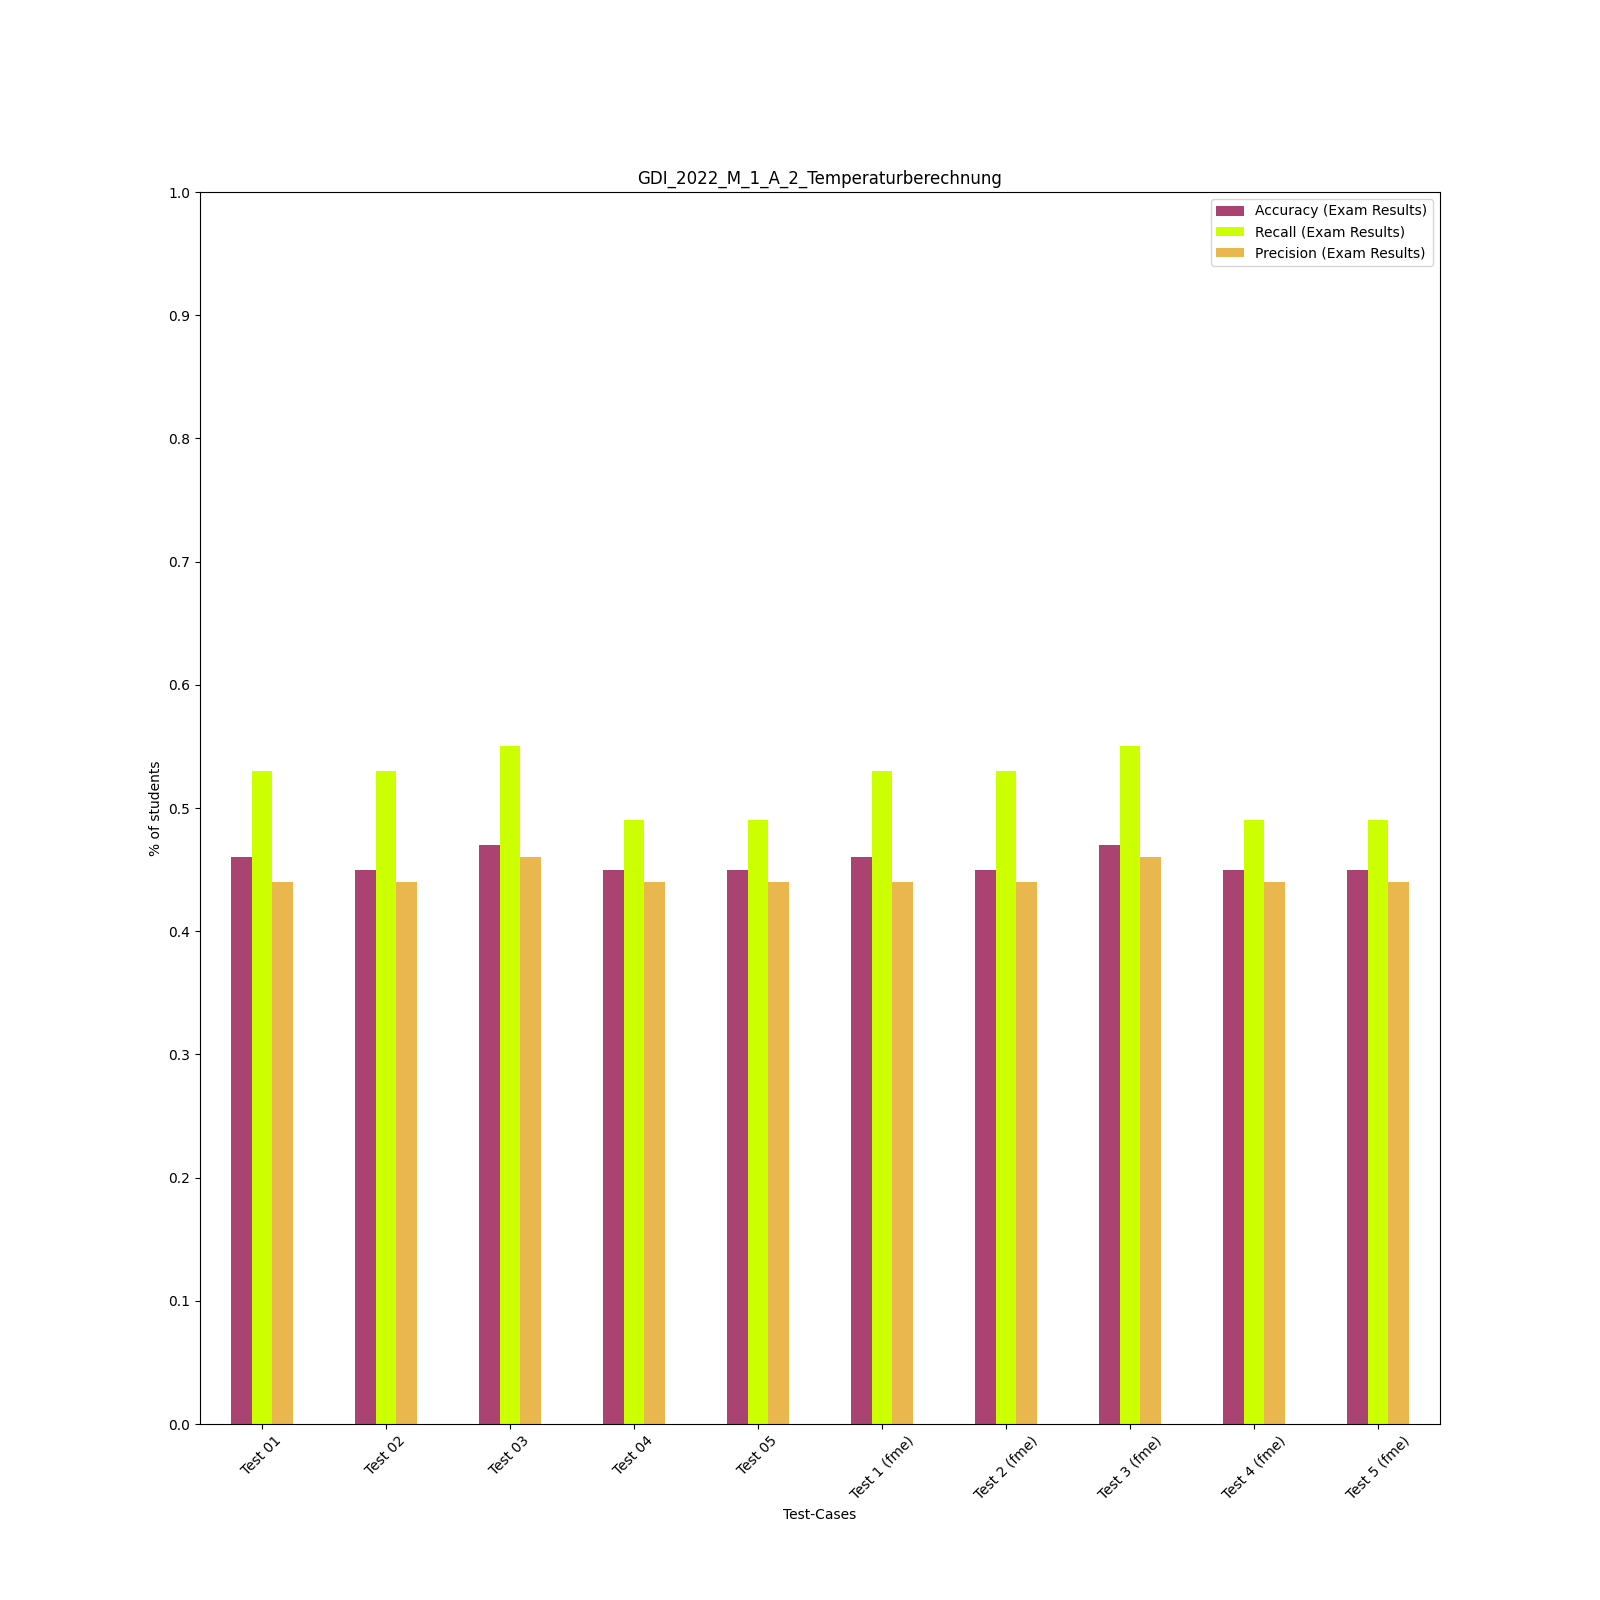 GDI_2022_M_1_A_2_Temperaturberechnung
Accuracy (Exam Results)
Recall (Exam Results)
Precision (Exam Results)
1.0
0.9
0.8
0.7
0.6
0.5
0.4
0.3
0.2
0.1
0.0
% of students
Test 01
Test 02
Test 03
Test 04
Test 05
Test 1 (fme)
Test 2 (fme)
Test 3 (fme)
Test 4 (fme)
Test 5 (fme)
Test-Cases